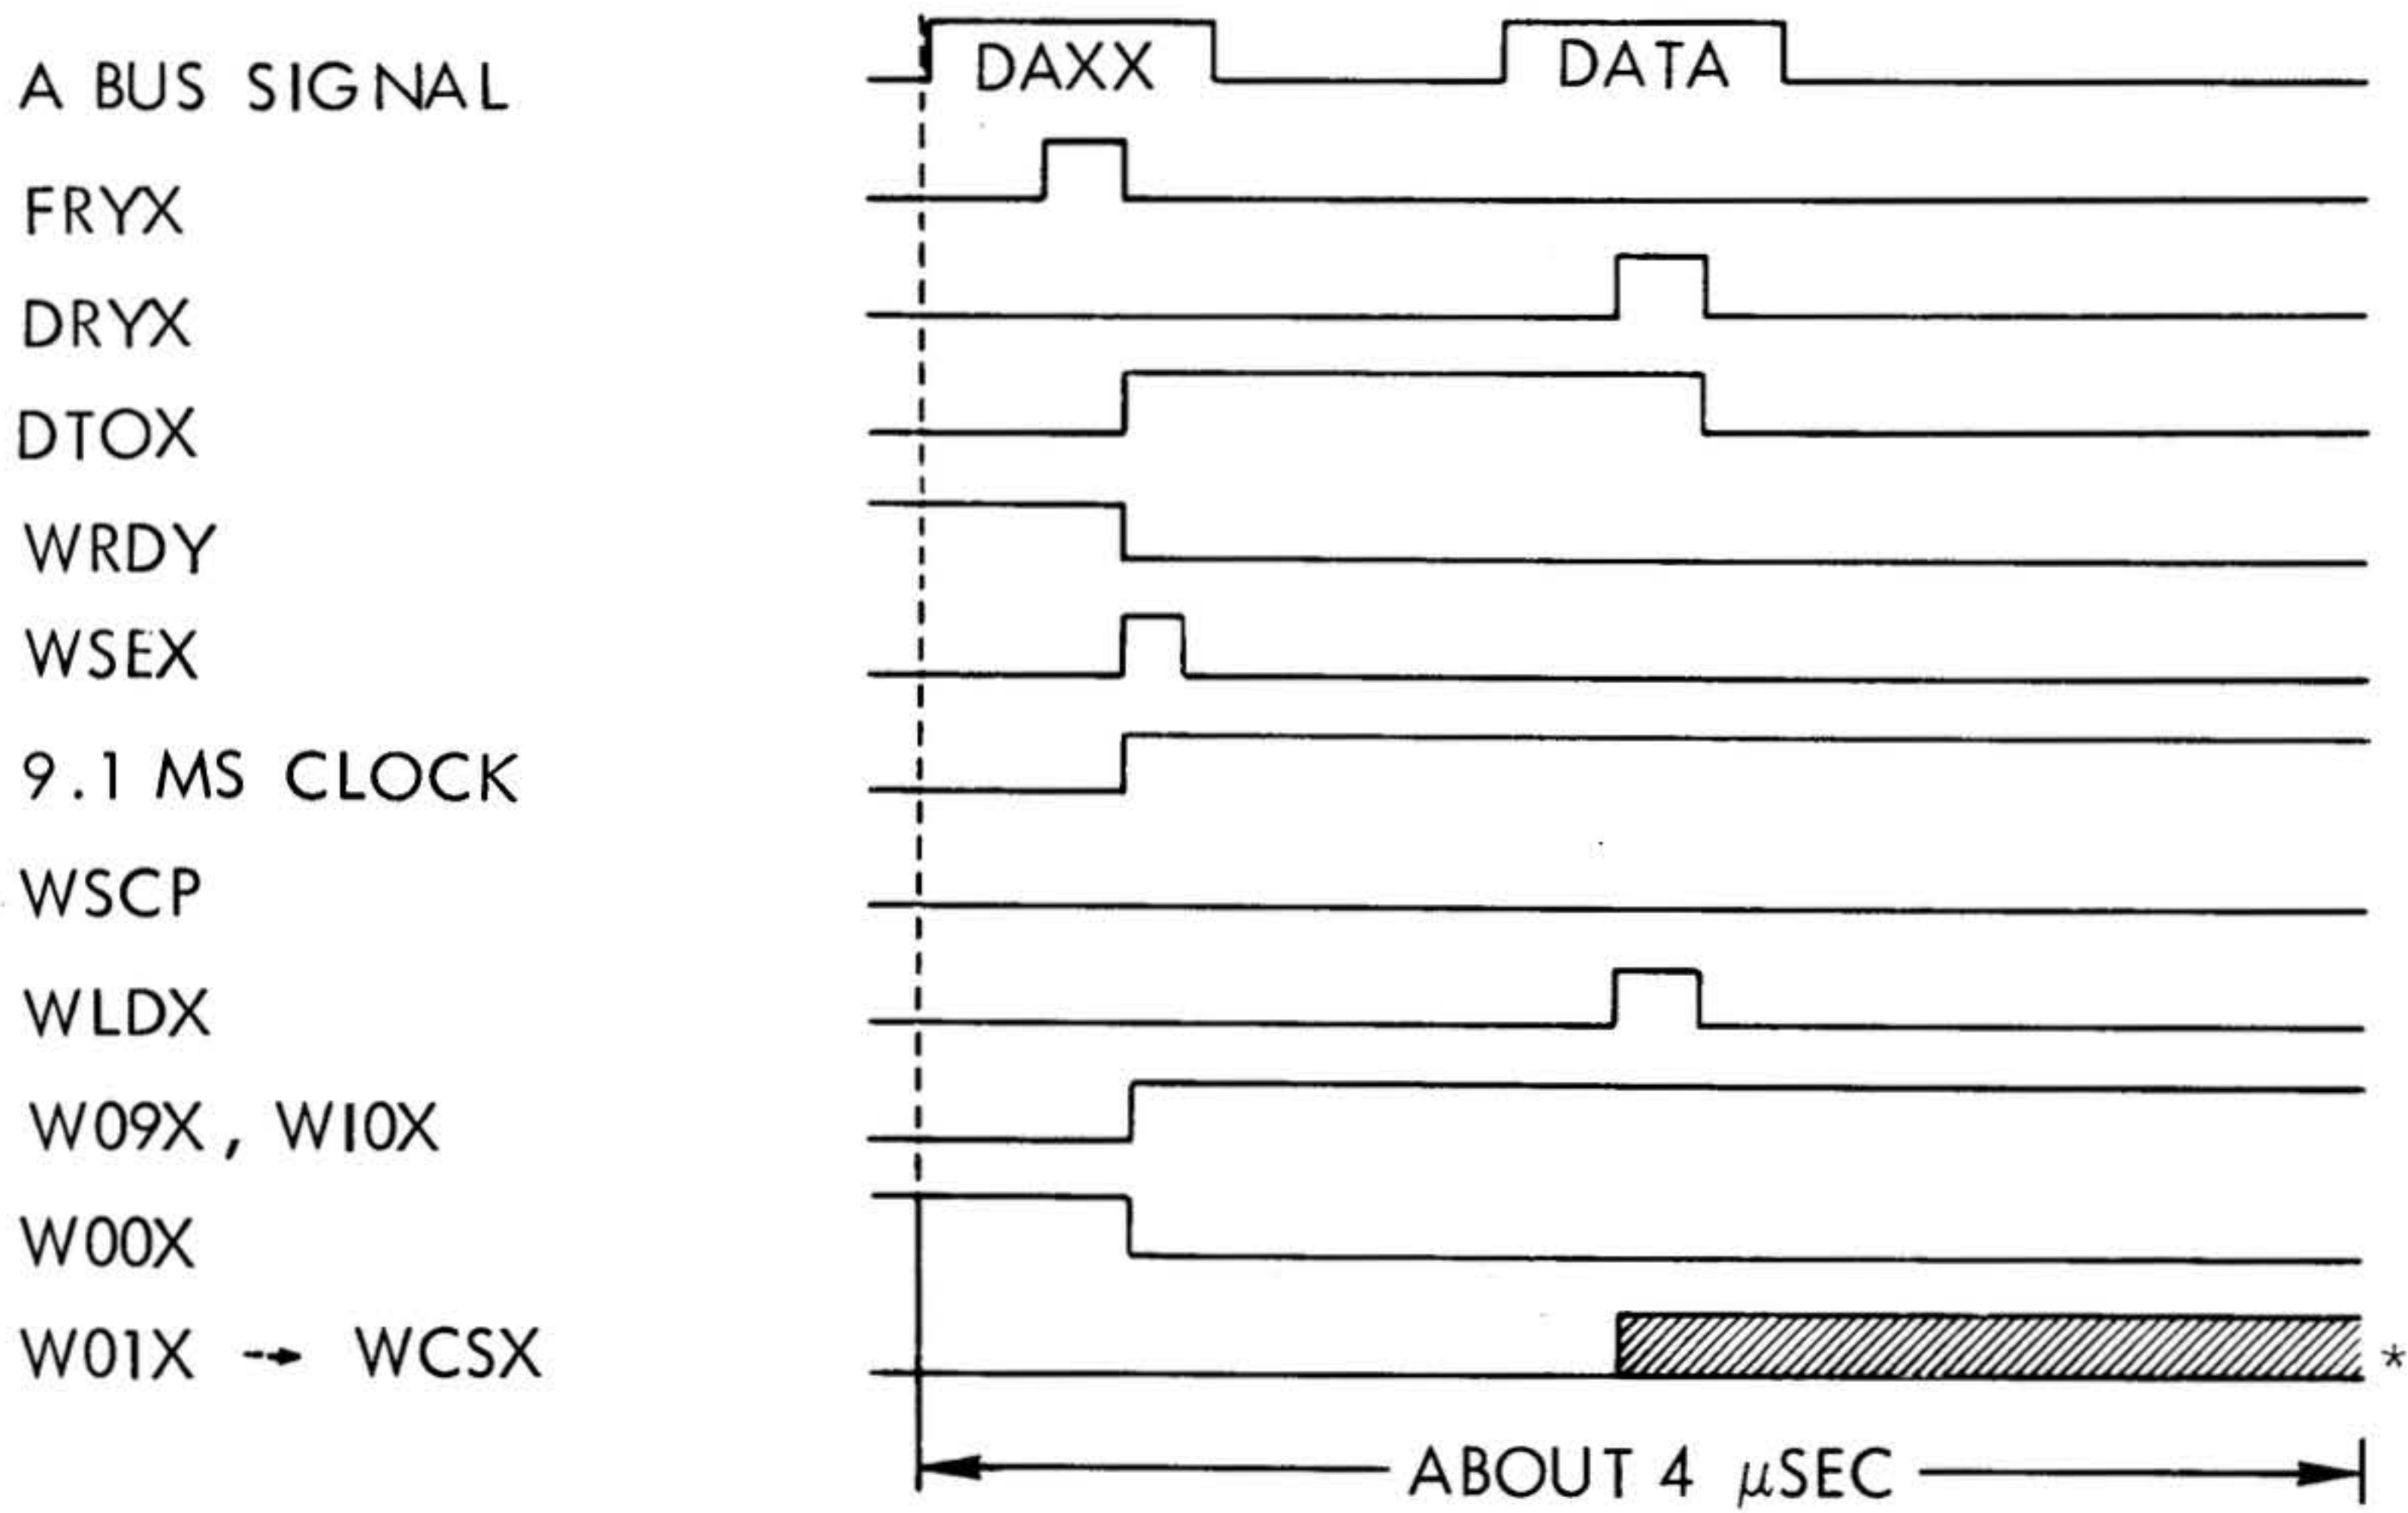 A BUS SIGNAL DAXX DATA
FRYX
DRYX
DTOX
WRDY
WSEX
9.1 MS CLOCK
WSCP
WLDX
W09X, W10X
W00X
W01X → WCSX *
ABOUT 4 μSEC